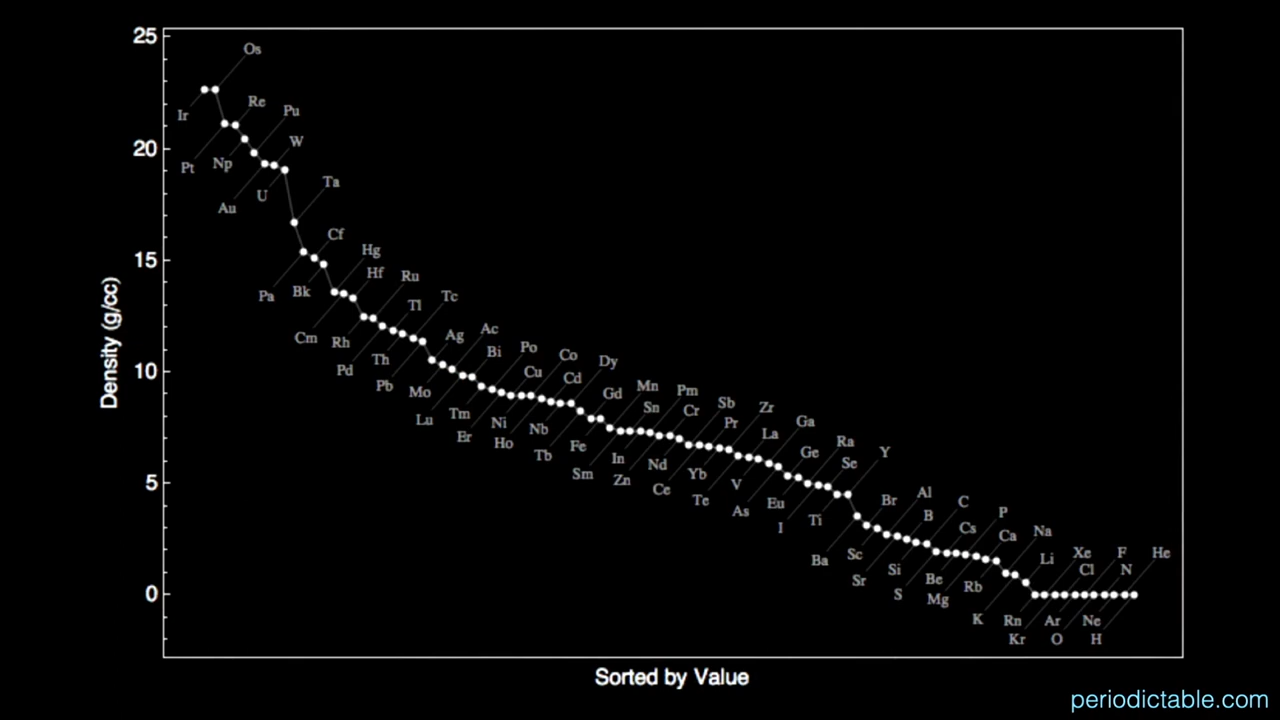 25
Os
Ir
Re
Pu
20
W
Pt
Np
U
Ta
Au
Cf
15
Hg
Hf
Ru
Pa
Bk
Tl
Tc
Cm
Rh
Ag
Ac
Density (g/cc)
Th
Bi
Po
Co
Dy
10
Pd
Pb
Mo
Cu
Cd
Gd
Mn
Pm
Lu
Tm
Ni
Sn
Cr
Sb
Zr
Er
Ho
Nb
Fe
Pr
La
Ga
Tb
In
Nd
Ge
Ra
Sm
Zn
Yb
V
Se
Y
5
Ce
Te
As
Eu
Br
Al
C
I
Ti
B
Cs
P
Ba
Sc
Si
Ca
Na
Sr
Be
Li
Xe
F
He
0
S
Mg
Rb
Cl
N
K
Rn
Ar
Ne
Kr
O
H
Sorted by Value
periodictable.com